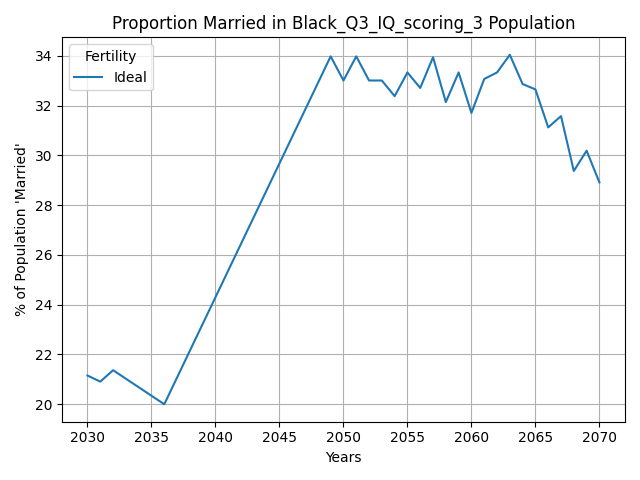 Proportion Married in Black_Q3_IQ_scoring_3 Population
Fertility
Ideal
% of Population 'Married'
34
32
30
28
26
24
22
20
2030 2035 2040 2045 2050 2055 2060 2065 2070
Years